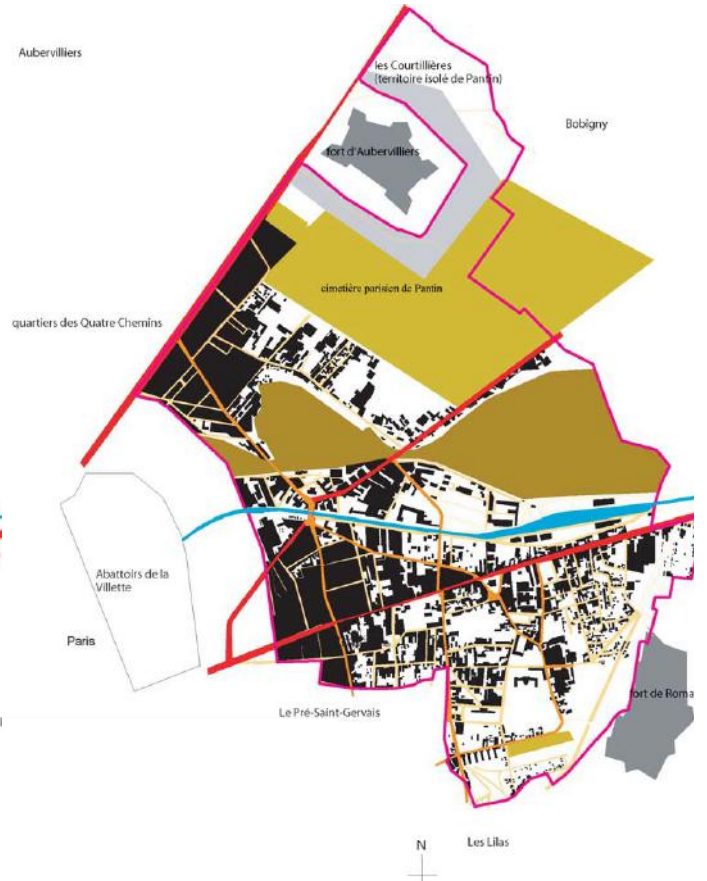 Aubervilliers
les Courtillières
(territoire isolé de Pantin)
Bobigny
fort d'Aubervilliers
cimetière parisien de Pantin
quartiers des Quatre Chemins
Abattoirs de la
Villette
Paris
fort de Roma
Le Pré-Saint-Gervais
Les Lilas
N